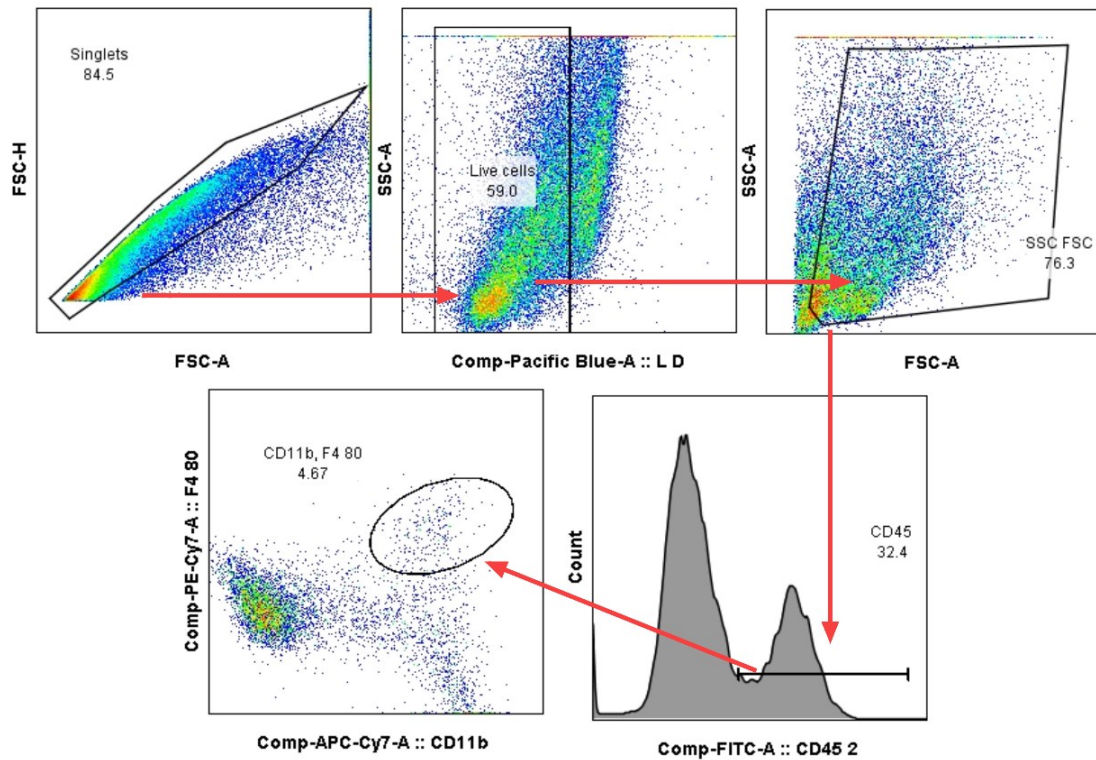 Singlets
84.5
FSC-H
FSC-A
SSC-A
Live cells
59.0
Comp-Pacific Blue-A :: L D
SSC-A
SSC FSC
76.3
FSC-A
Comp-PE-Cy7-A :: F4 80
CD11b, F4 80
4.67
Comp-APC-Cy7-A :: CD11b
Count
CD45
32.4
Comp-FITC-A :: CD45 2